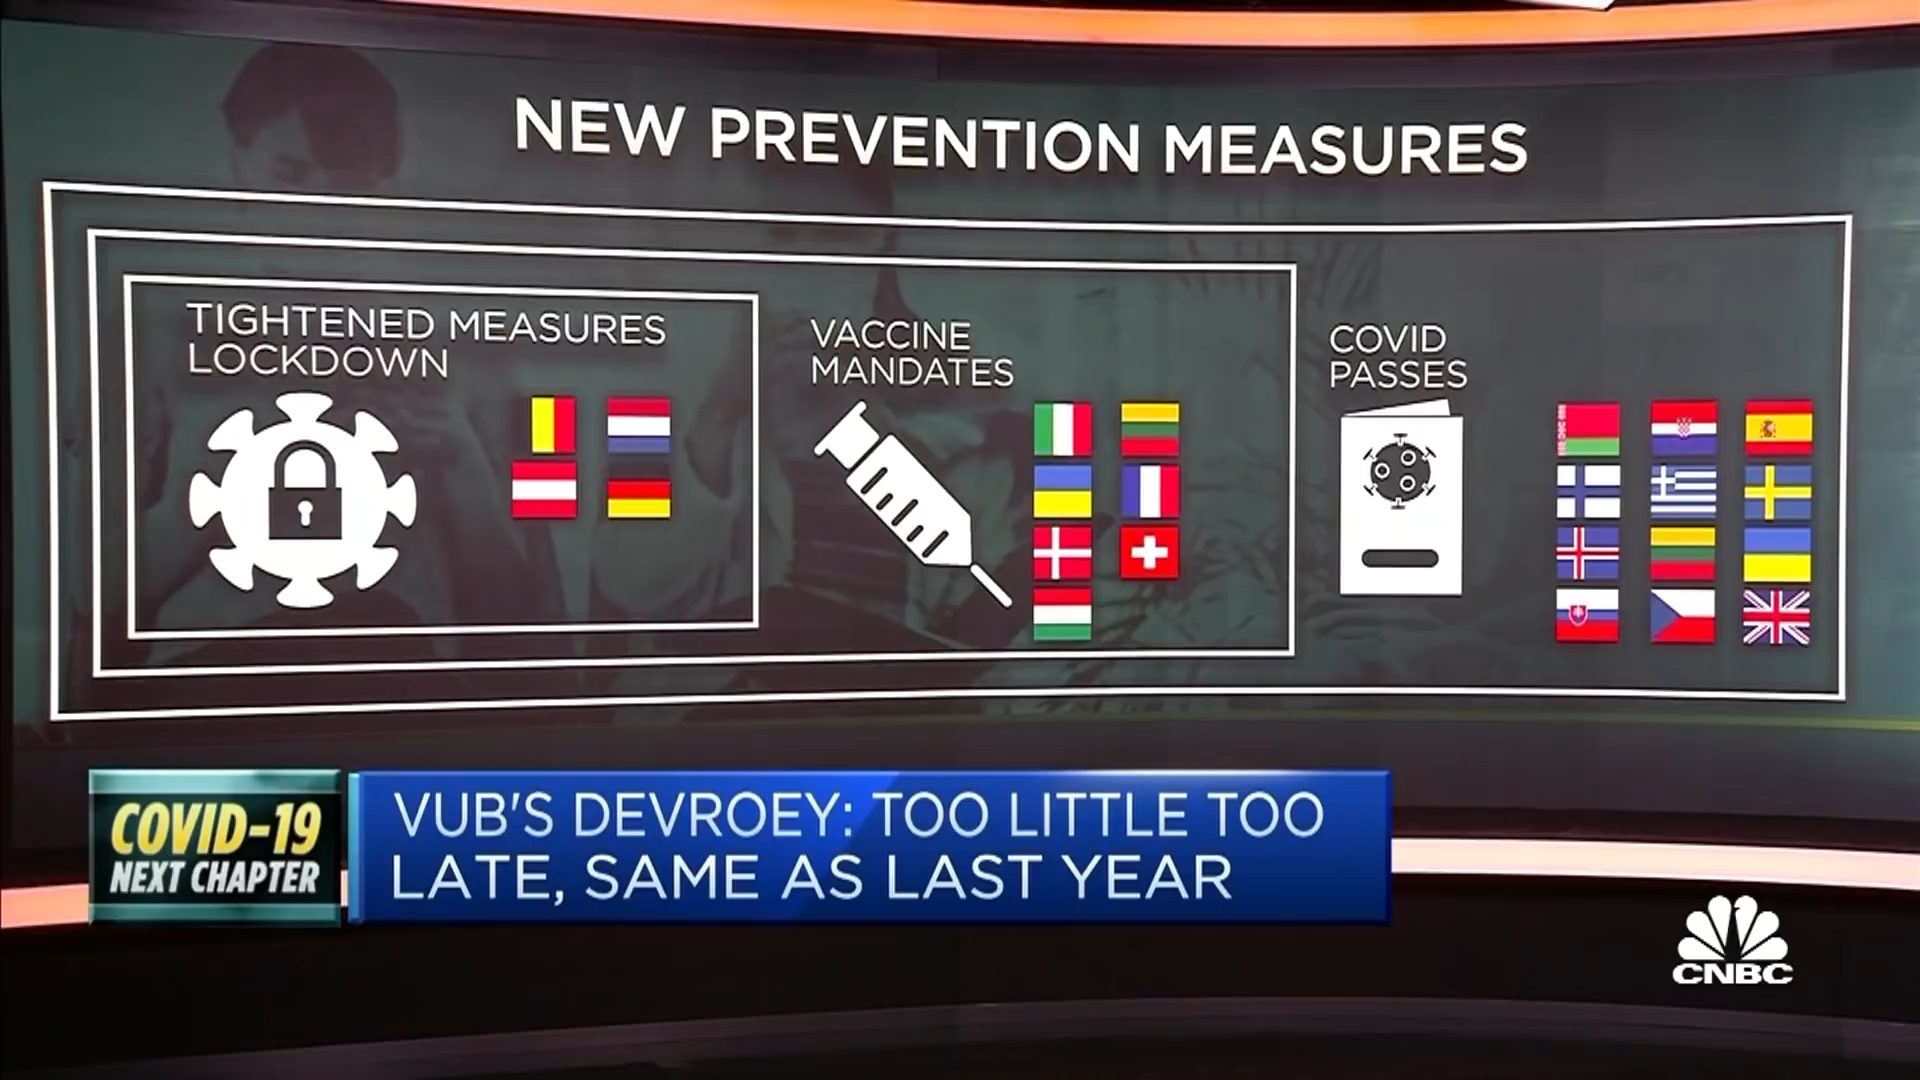 NEW PREVENTION MEASURES
TIGHTENED MEASURES
LOCKDOWN
VACCINE
MANDATES
COVID
PASSES
COVID-19
NEXT CHAPTER
VUB'S DEVROEY: TOO LITTLE TOO
LATE, SAME AS LAST YEAR
CNBC